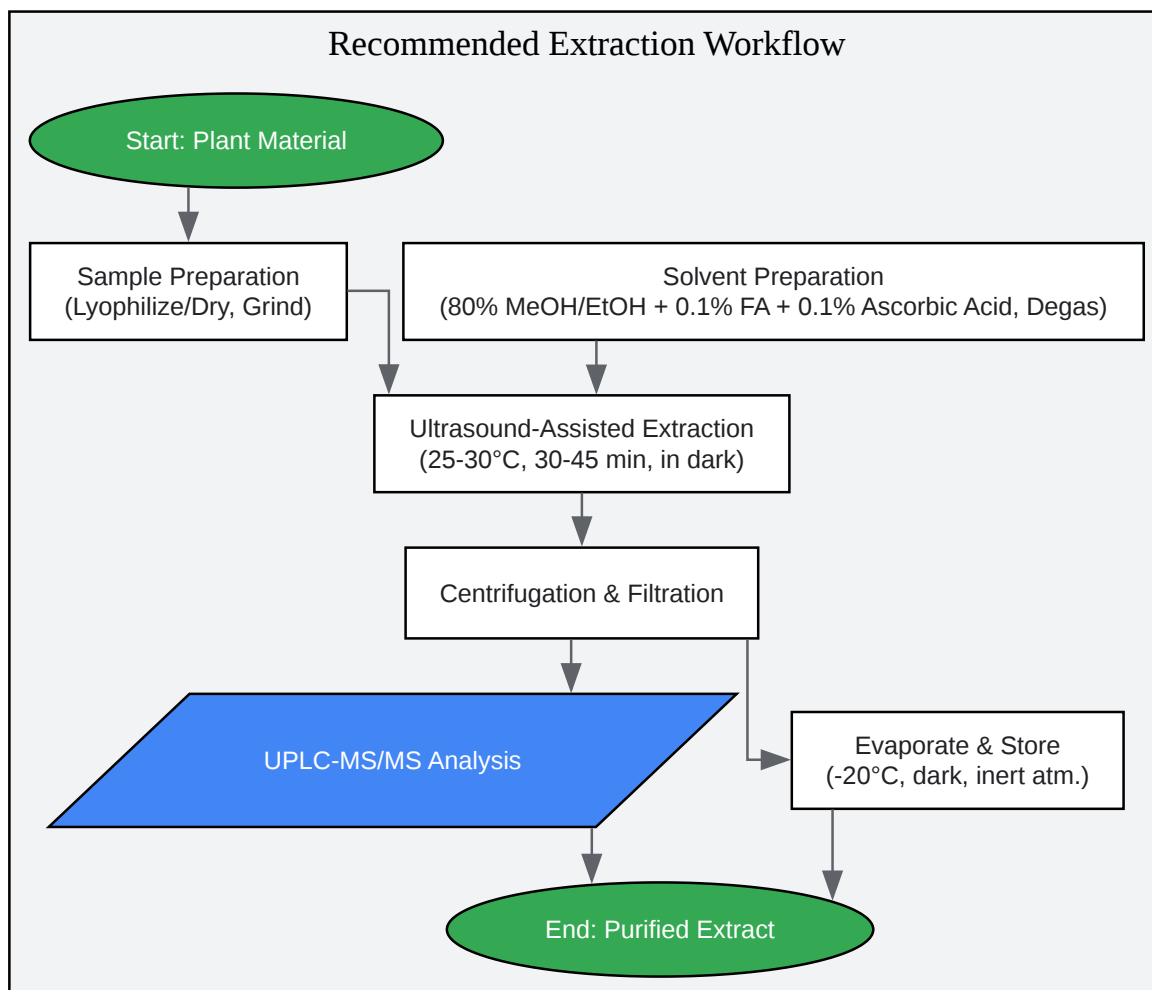 Recommended Extraction Workflow
Start: Plant Material
Sample Preparation
(Lyophilize/Dry, Grind)
Solvent Preparation
(80% MeOH/EtOH + 0.1% FA + 0.1% Ascorbic Acid, Degas)
Ultrasound-Assisted Extraction
(25-30°C, 30-45 min, in dark)
Centrifugation & Filtration
UPLC-MS/MS Analysis
Evaporate & Store
(-20°C, dark, inert atm.)
End: Purified Extract